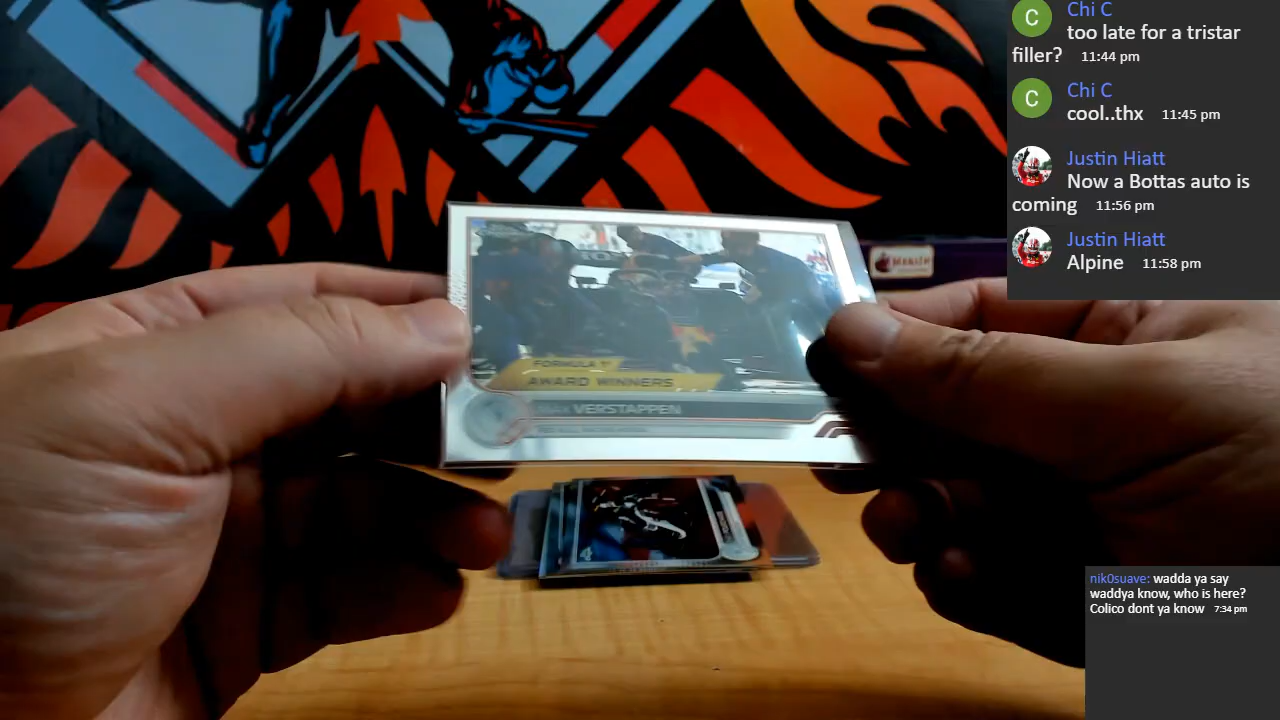 C Chi C
too late for a tristar
filler? 11:44 pm
C Chi C
cool..thx 11:45 pm
Justin Hiatt
Now a Bottas auto is
coming 11:56 pm
Justin Hiatt
Alpine 11:58 pm
MERLIN
FORMULA 1
AWARD WINNERS
VERSTAPPEN
nik0suave: wadda ya say
waddya know, who is here?
Colico dont ya know 7:34 pm